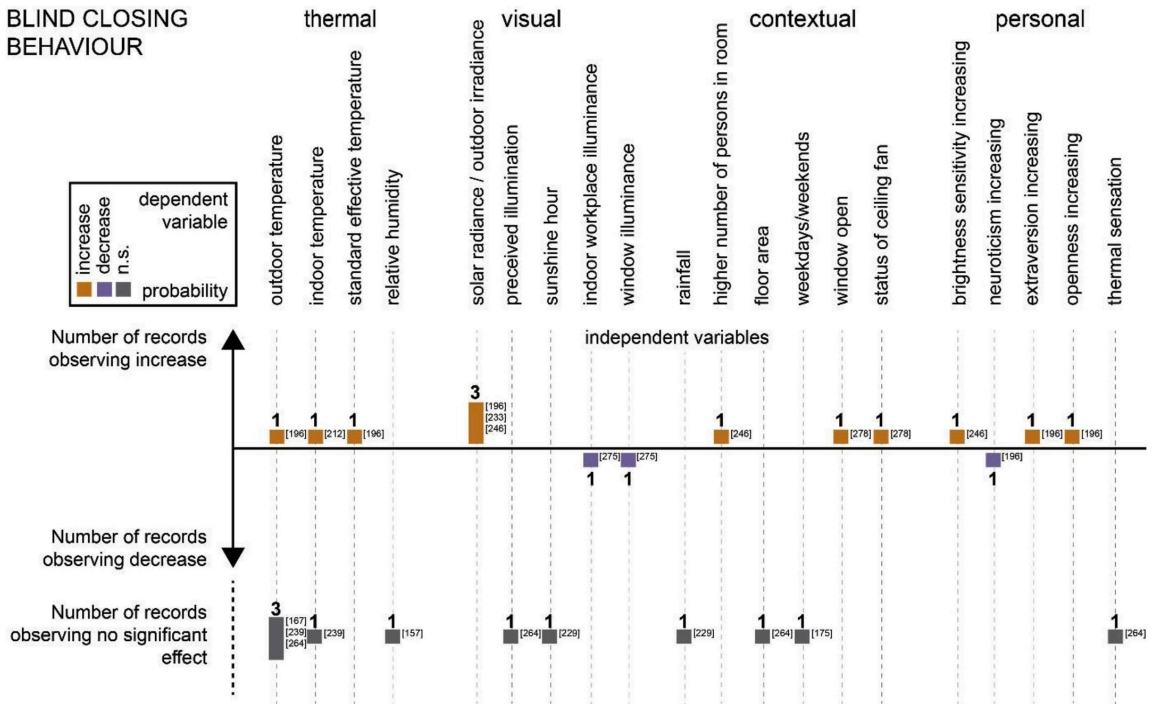 BLIND CLOSING
BEHAVIOUR
thermal
visual
contextual
personal
outdoor temperature
indoor temperature
standard effective temperature
relative humidity
solar radiance / outdoor irradiance
preceived illumination
sunshine hour
indoor workplace illuminance
window illuminance
rainfall
higher number of persons in room
floor area
weekdays/weekends
window open
status of ceiling fan
brightness sensitivity increasing
neuroticism increasing
extraversion increasing
openness increasing
thermal sensation
dependent
variable
increase
decrease
n.s.
probability
Number of records
observing increase
independent variables
1 [196]
1 [212]
1 [196]
3
[196]
[233]
[246]
1 [246]
1 [278]
1 [278]
1 [246]
1 [196]
1 [196]
[275] 1
[275] 1
[196] 1
Number of records
observing decrease
Number of records
observing no significant
effect
3
[167]
[239]
[264]
1 [239]
1 [157]
1 [264]
1 [229]
1 [229]
1 [264]
1 [175]
1 [264]